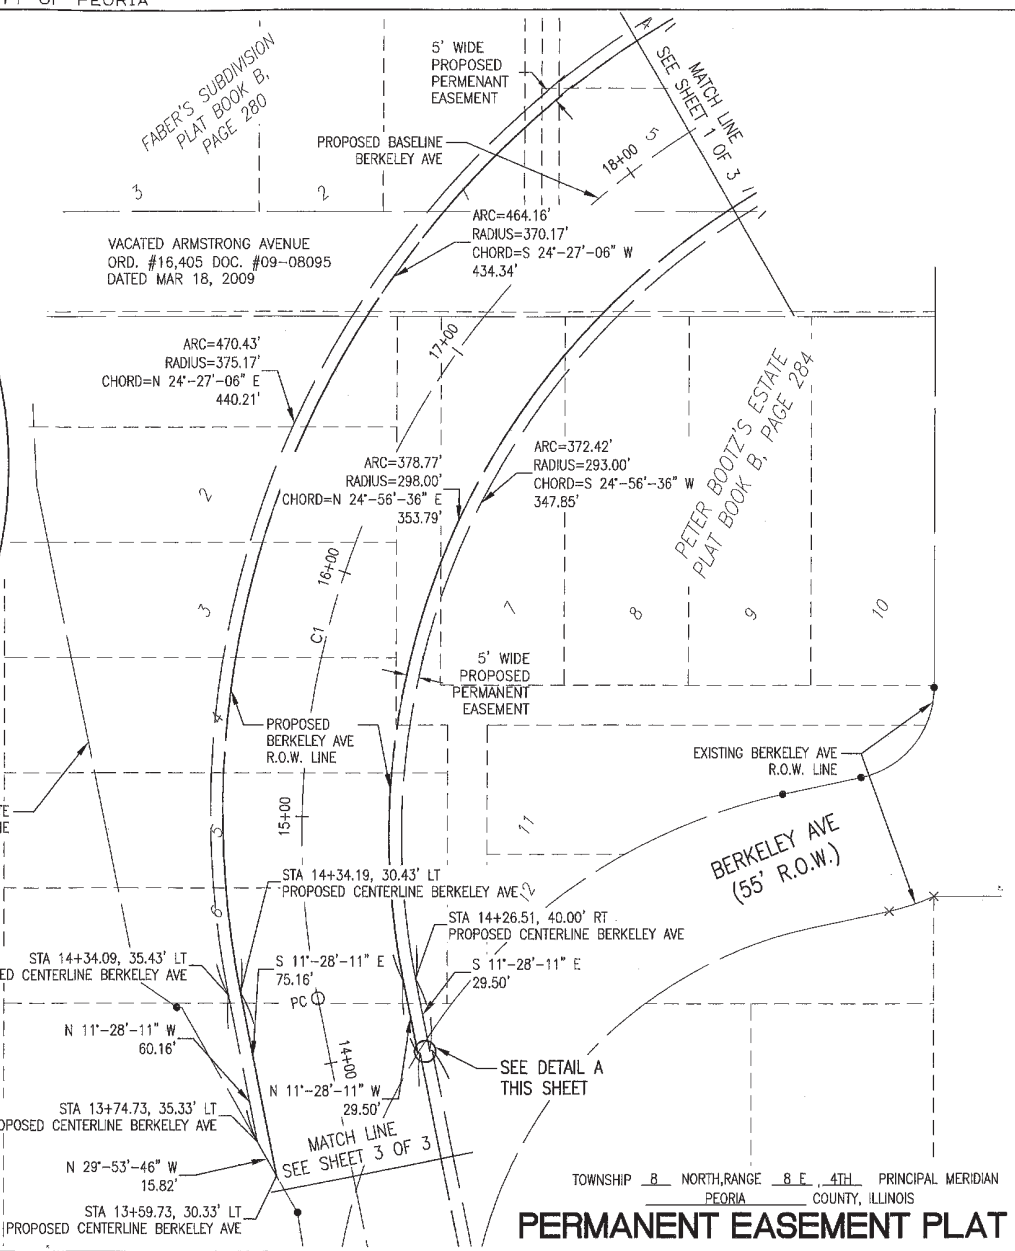 OF PEORIA
FABER'S SUBDIVISION
PLAT BOOK B,
PAGE 280
5' WIDE
PROPOSED
PERMENANT
EASEMENT
MATCH LINE
SEE SHEET 1 OF 3
PROPOSED BASELINE
BERKELEY AVE
18+00
5
4
1
3
2
ARC=464.16'
RADIUS=370.17'
CHORD=S 24°-27'-06" W
434.34'
VACATED ARMSTRONG AVENUE
ORD. #16,405 DOC. #09-08095
DATED MAR 18, 2009
17+00
ARC=470.43'
RADIUS=375.17'
CHORD=N 24°-27'-06" E
440.21'
PETER BOOTZ'S ESTATE
PLAT BOOK B, PAGE 284
ARC=378.77'
RADIUS=298.00'
CHORD=N 24°-56'-36" E
353.79'
ARC=372.42'
RADIUS=293.00'
CHORD=S 24°-56'-36" W
347.85'
2
16+00
3
C1
7
8
9
10
5' WIDE
PROPOSED
PERMANENT
EASEMENT
4
PROPOSED
BERKELEY AVE
R.O.W. LINE
EXISTING BERKELEY AVE
R.O.W. LINE
15+00
5
11
BERKELEY AVE
(55' R.O.W.)
STA 14+34.19, 30.43' LT
PROPOSED CENTERLINE BERKELEY AVE
12
6
STA 14+26.51, 40.00' RT
PROPOSED CENTERLINE BERKELEY AVE
STA 14+34.09, 35.43' LT
ED CENTERLINE BERKELEY AVE
S 11°-28'-11" E
75.16'
S 11°-28'-11" E
29.50'
PC
N 11°-28'-11" W
60.16'
14+00
SEE DETAIL A
THIS SHEET
N 11°-28'-11" W
29.50'
STA 13+74.73, 35.33' LT
OPOSED CENTERLINE BERKELEY AVE
MATCH LINE
SEE SHEET 3 OF 3
N 29°-53'-46" W
15.82'
STA 13+59.73, 30.33' LT
PROPOSED CENTERLINE BERKELEY AVE
TOWNSHIP 8 NORTH,RANGE 8 E , 4TH PRINCIPAL MERIDIAN
PEORIA COUNTY, ILLINOIS
PERMANENT EASEMENT PLAT